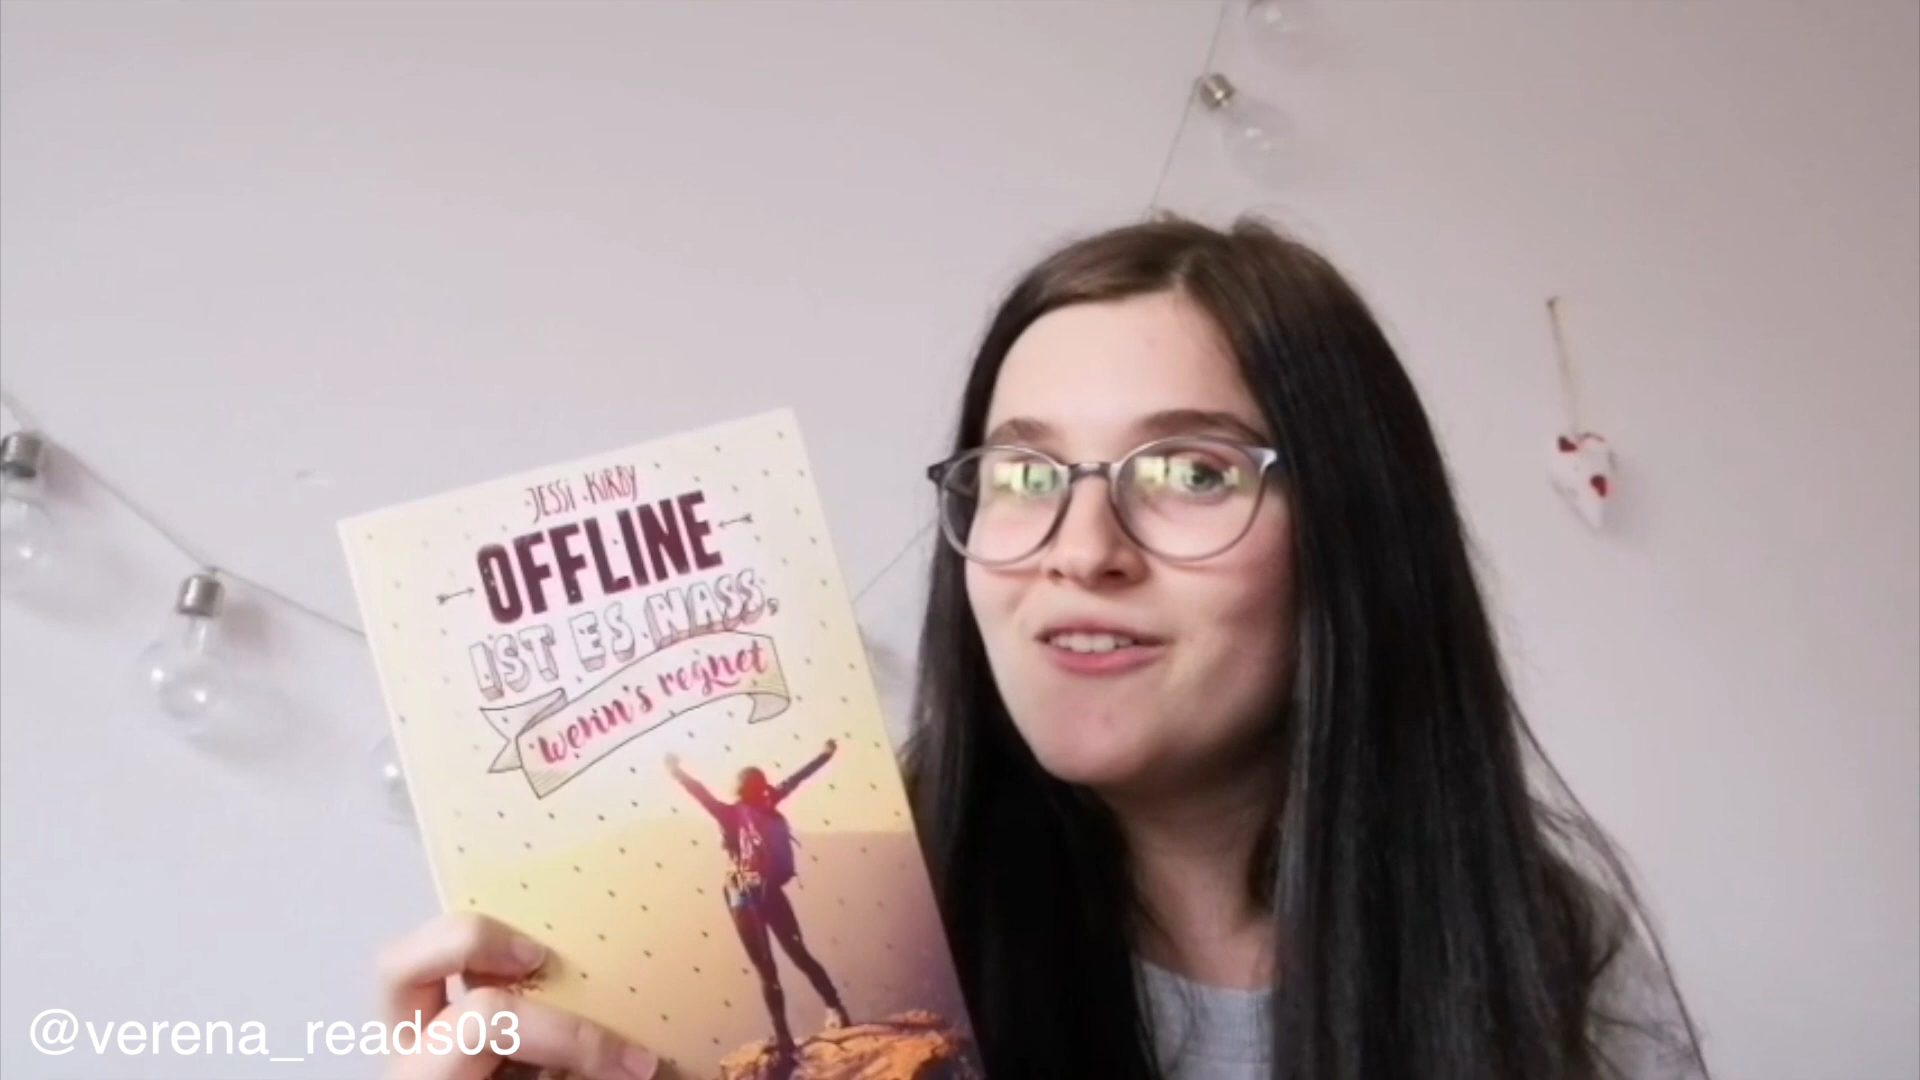 JESSI KIRBY
OFFLINE
IST ES NASS,
wenn's regnet
@verena_reads03